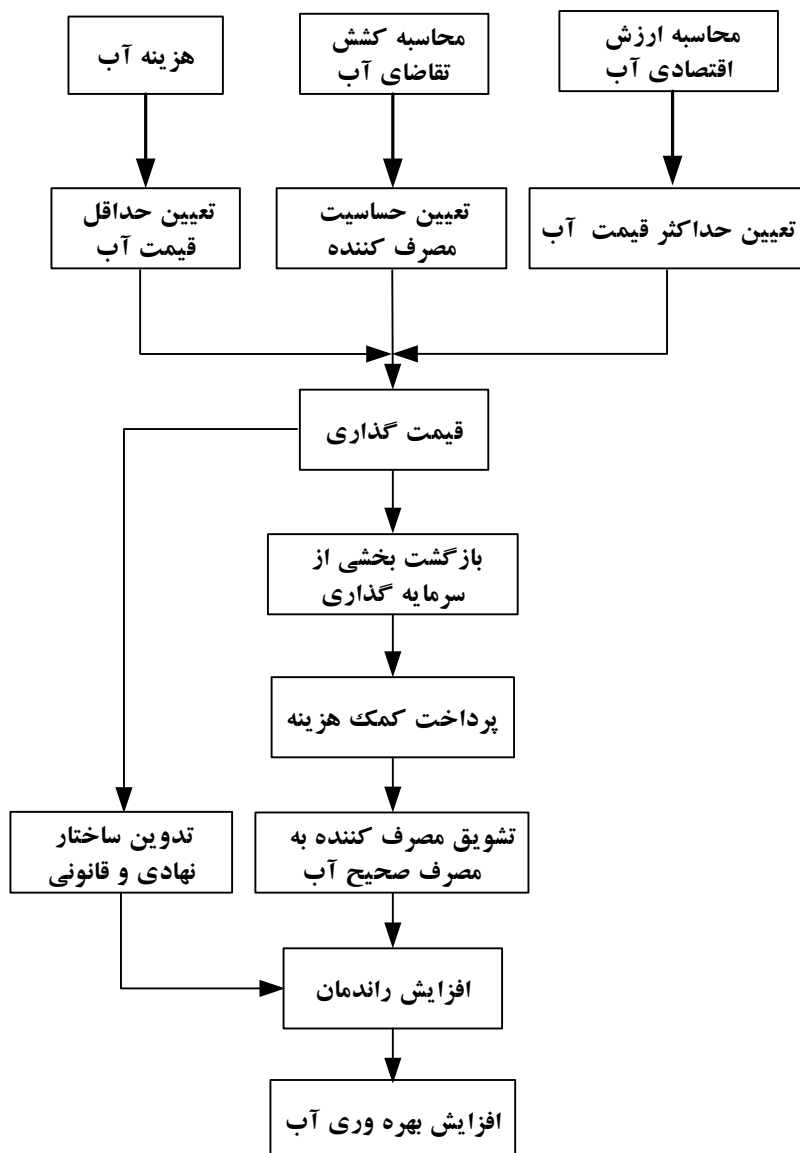 محاسبه ارزش
اقتصادی آب
محاسبه کشش
تقاضای آب
هزینه آب
تعیین حداکثر قیمت آب
تعیین حساسیت
مصرف کننده
تعیین حداقل
قیمت آب
قیمت گذاری
بازگشت بخشی از
سرمایه گذاری
پرداخت کمک هزینه
تشویق مصرف کننده به
مصرف صحیح آب
تدوین ساختار
نهادی و قانونی
افزایش راندمان
افزایش بهره وری آب